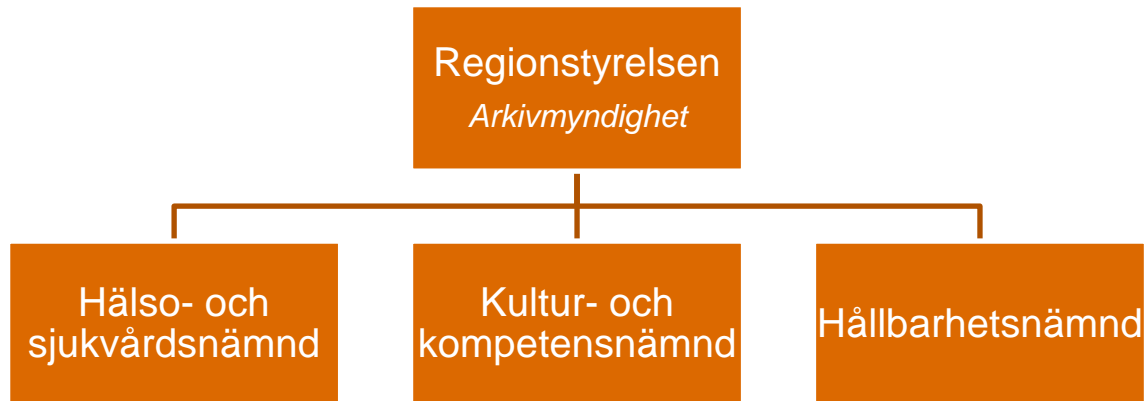 Regionstyrelsen
Arkivmyndighet
Hälso- och
sjukvårdsnämnd
Kultur- och
kompetensnämnd
Hållbarhetsnämnd